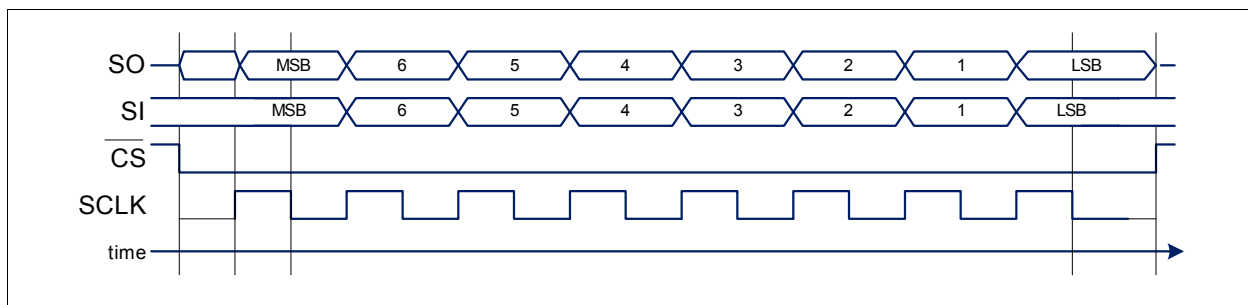 SO MSB 6 5 4 3 2 1 LSB
SI MSB 6 5 4 3 2 1 LSB
CS
SCLK
time